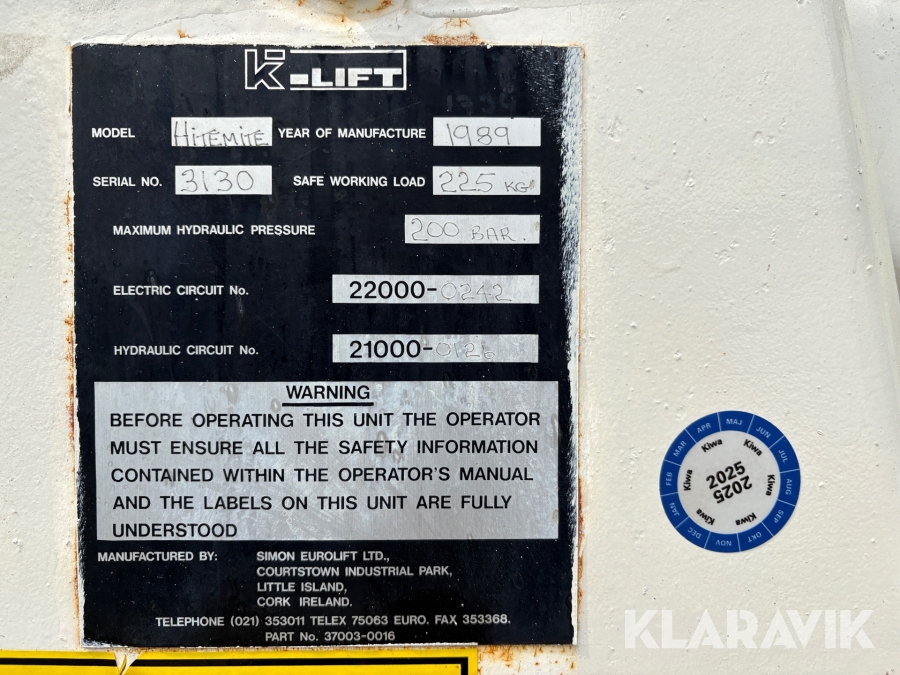 K-LIFT
MODEL HiTEMiTE YEAR OF MANUFACTURE 1989
SERIAL NO. 3130 SAFE WORKING LOAD 225 KG
MAXIMUM HYDRAULIC PRESSURE 200 BAR.
ELECTRIC CIRCUIT No. 22000-0242
HYDRAULIC CIRCUIT No. 21000-0126
WARNING
BEFORE OPERATING THIS UNIT THE OPERATOR
MUST ENSURE ALL THE SAFETY INFORMATION
CONTAINED WITHIN THE OPERATOR'S MANUAL
AND THE LABELS ON THIS UNIT ARE FULLY
UNDERSTOOD
MANUFACTURED BY: SIMON EUROLIFT LTD.,
COURTSTOWN INDUSTRIAL PARK,
LITTLE ISLAND,
CORK IRELAND.
TELEPHONE (021) 353011 TELEX 75063 EURO. FAX 353368.
PART No. 37003-0016
JAN FEB MAR APR MAJ JUN JUL AUG SEP OKT NOV DEC
Kiwa Kiwa Kiwa Kiwa Kiwa Kiwa
2025
2025
KLARAVIK